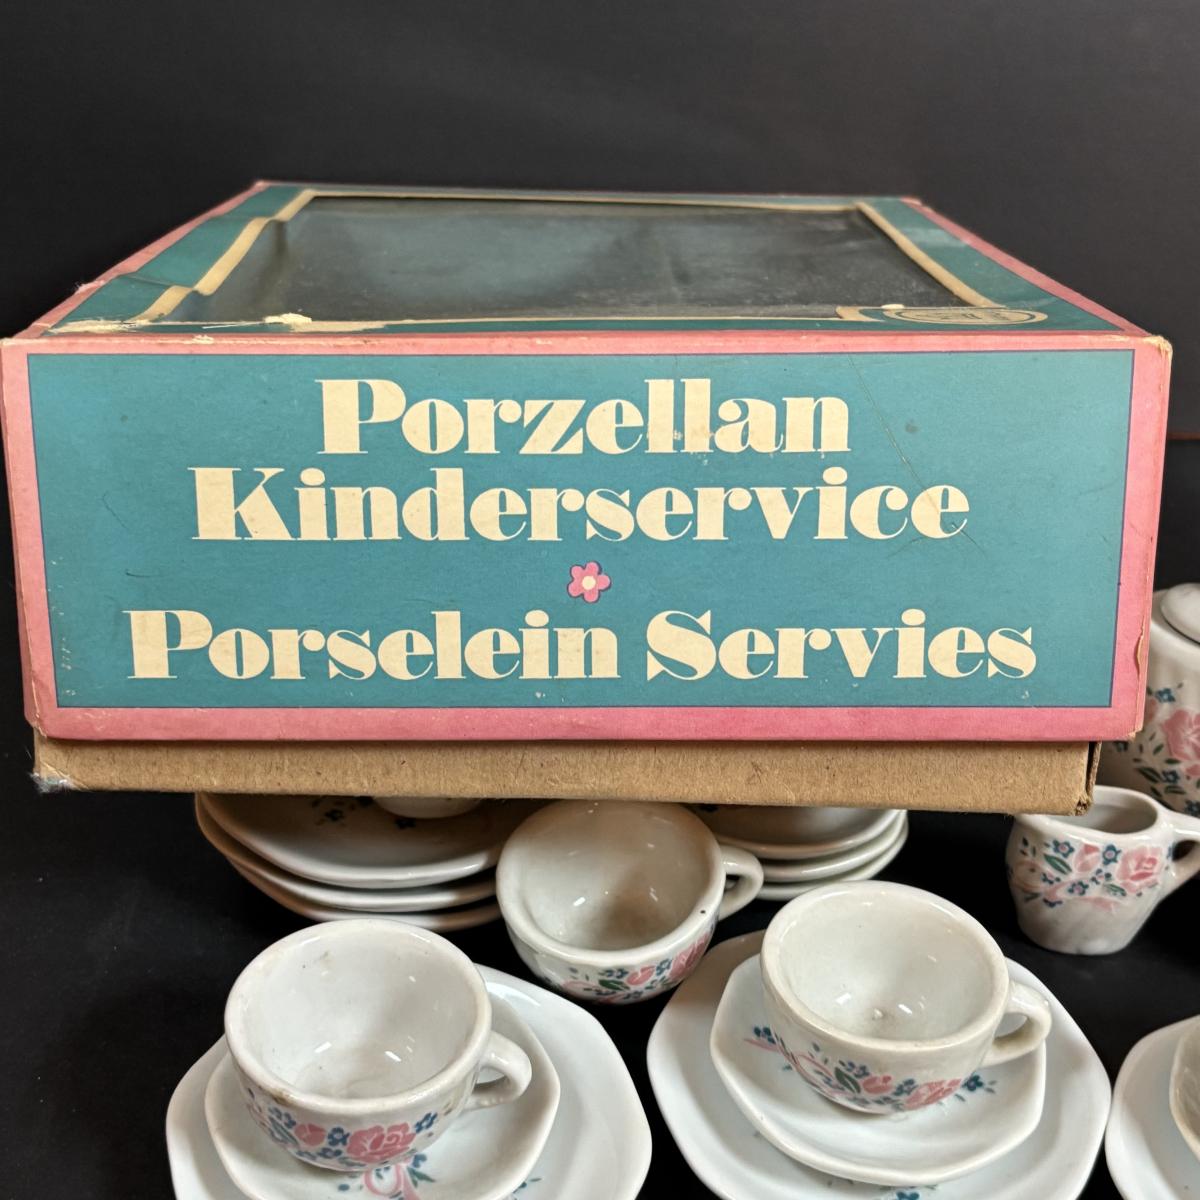 Porzellan
Kinderservice
Porselein Servies